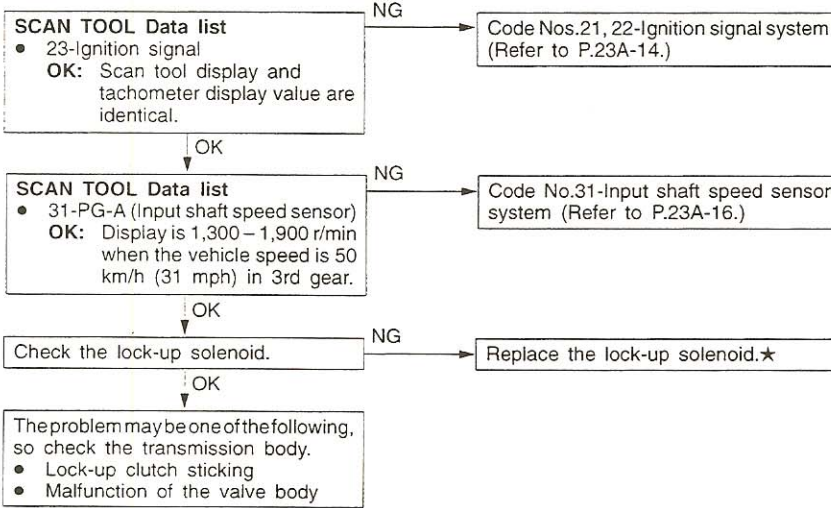 SCAN TOOL Data list
● 23-Ignition signal
OK: Scan tool display and
tachometer display value are
identical.
NG
Code Nos.21, 22-Ignition signal system
(Refer to P.23A-14.)
OK
SCAN TOOL Data list
● 31-PG-A (Input shaft speed sensor)
OK: Display is 1,300 – 1,900 r/min
when the vehicle speed is 50
km/h (31 mph) in 3rd gear.
NG
Code No.31-Input shaft speed sensor
system (Refer to P.23A-16.)
OK
Check the lock-up solenoid.
NG
Replace the lock-up solenoid.★
OK
The problem may be one of the following,
so check the transmission body.
● Lock-up clutch sticking
● Malfunction of the valve body